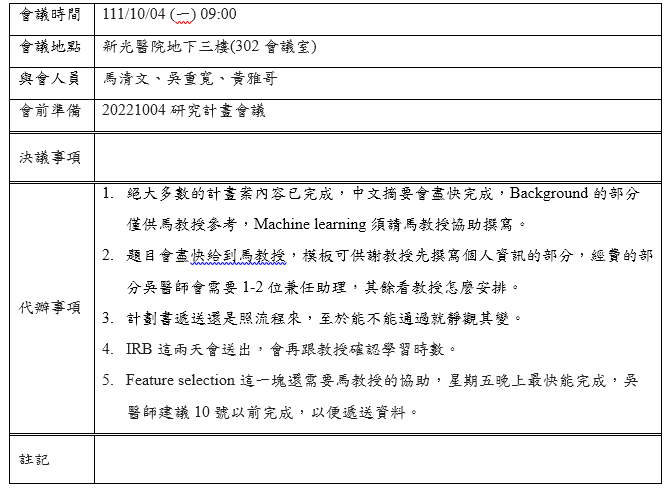 會議時間 111/10/04 (一) 09:00
會議地點 新光醫院地下三樓(302 會議室)
與會人員 馬清文、吳重寬、黃雅哥
會前準備 20221004 研究計畫會議
決議事項
代辦事項
1. 絕大多數的計畫案內容已完成，中文摘要會盡快完成，Background 的部分
僅供馬教授參考，Machine learning 須請馬教授協助撰寫。
2. 題目會盡快給到馬教授，模板可供謝教授先撰寫個人資訊的部分，經費的部
分吳醫師會需要 1-2 位兼任助理，其餘看教授怎麼安排。
3. 計劃書遞送還是照流程來，至於能不能通過就靜觀其變。
4. IRB 這兩天會送出，會再跟教授確認學習時數。
5. Feature selection 這一塊還需要馬教授的協助，星期五晚上最快能完成，吳
醫師建議 10 號以前完成，以便遞送資料。
註記